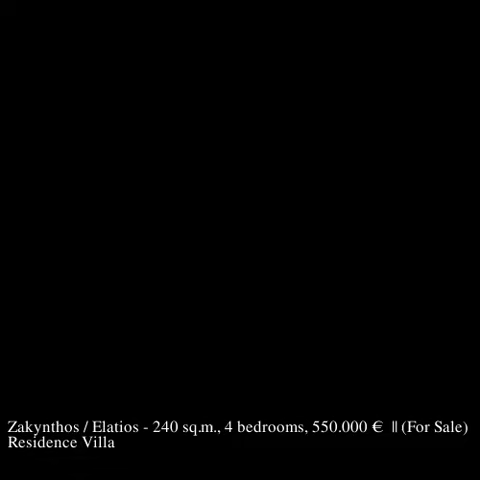 Zakynthos / Elatios - 240 sq.m., 4 bedrooms, 550.000 € || (For Sale)
Residence Villa